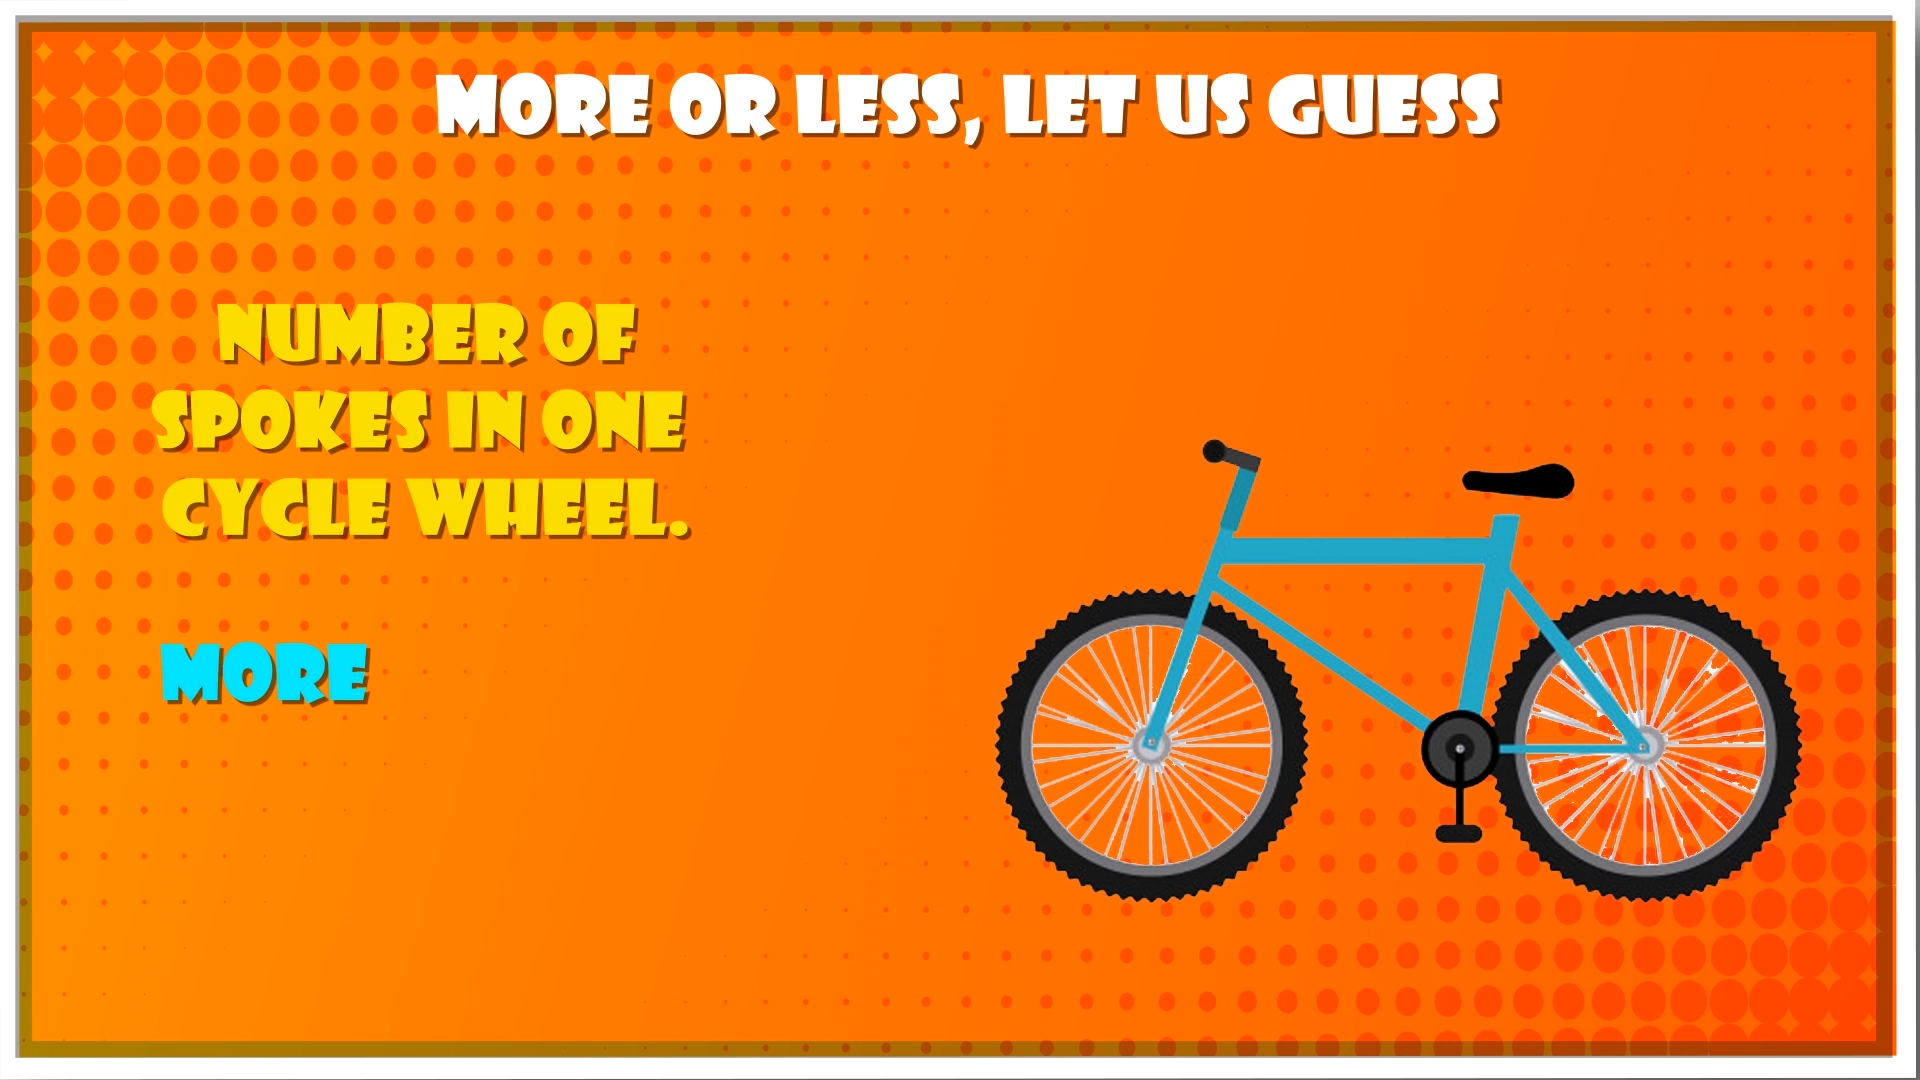 MORE OR LESS, LET US GUESS
NUMBER OF
SPOKES IN ONE
CYCLE WHEEL.
MORE